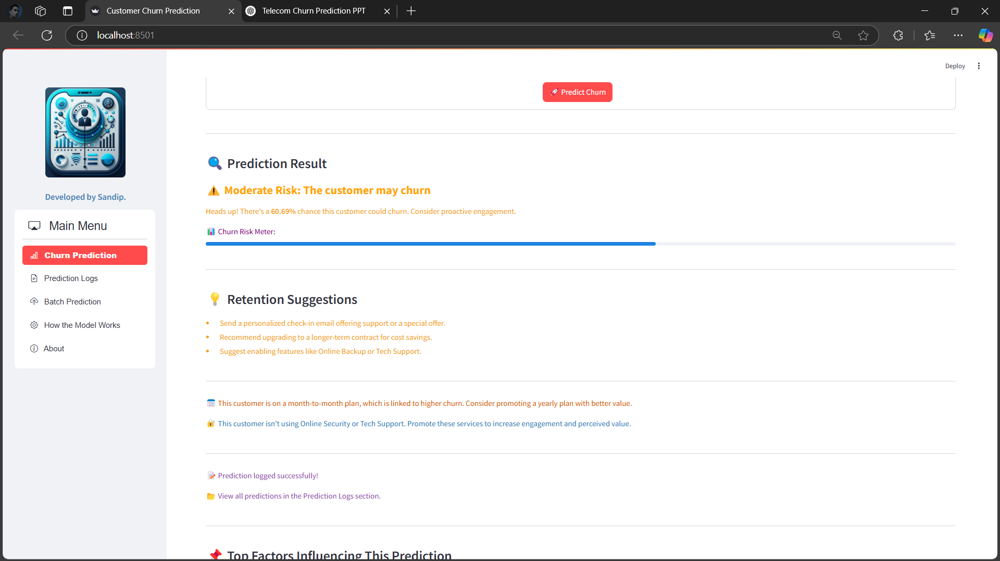 Customer Churn Prediction
Telecom Churn Prediction PPT
localhost:8501
Deploy
🚀 Predict Churn
Developed by Sandip.
Main Menu
Churn Prediction
Prediction Logs
Batch Prediction
How the Model Works
About
🔍 Prediction Result
⚠️ Moderate Risk: The customer may churn
Heads up! There's a 60.69% chance this customer could churn. Consider proactive engagement.
📊 Churn Risk Meter:
💡 Retention Suggestions
• Send a personalized check-in email offering support or a special offer.
• Recommend upgrading to a longer-term contract for cost savings.
• Suggest enabling features like Online Backup or Tech Support.
📅 This customer is on a month-to-month plan, which is linked to higher churn. Consider promoting a yearly plan with better value.
🔐 This customer isn’t using Online Security or Tech Support. Promote these services to increase engagement and perceived value.
📝 Prediction logged successfully!
📂 View all predictions in the Prediction Logs section.
📌 Top Factors Influencing This Prediction